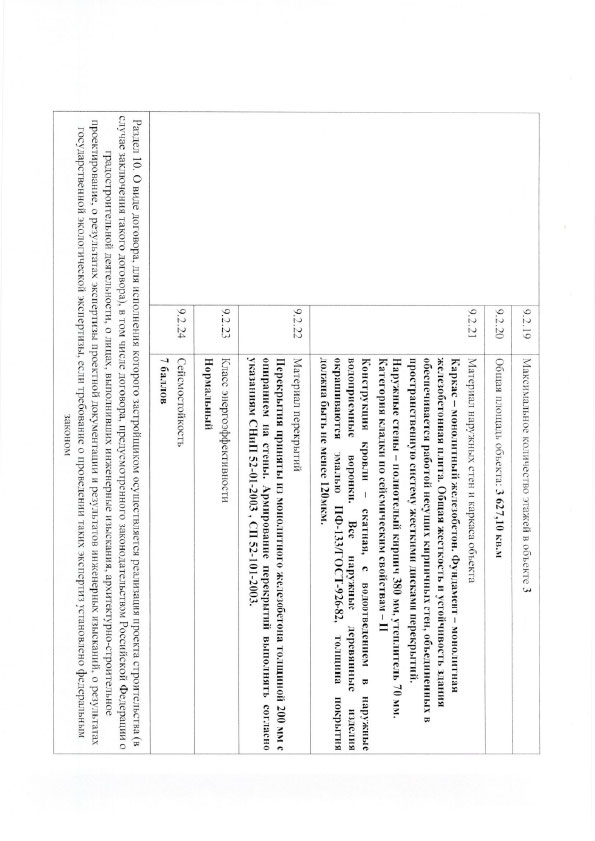 9.2.19
Максимальное количество этажей в объекте 3
9.2.20
Общая площадь объекта: 3 627,10 кв.м
9.2.21
Материал наружных стен и каркаса объекта
Каркас – монолитный железобетон. Фундамент – монолитная
железобетонная плита. Общая жесткость и устойчивость здания
обеспечивается работой несущих кирпичных стен, объединенных в
пространственную систему жесткими дисками перекрытий.
Наружные стены – полнотелый кирпич 380 мм, утеплитель 70 мм.
Категория кладки по сейсмическим свойствам – II
Конструкция кровли – скатная, с водоотведением в наружные
водоприемные воронки. Все наружные деревянные изделия
окрашиваются эмалью ПФ-133/ГОСТ-926-82, толщина покрытия
должна быть не менее 120мкм.
9.2.22
Материал перекрытий
Перекрытия приняты из монолитного железобетона толщиной 200 мм с
опиранием на стены. Армирование перекрытий выполнять согласно
указаниям СНиП 52-01-2003 , СП 52-101-2003.
9.2.23
Класс энергоэффективности
Нормальный
9.2.24
Сейсмостойкость
7 баллов
Раздел 10. О виде договора, для исполнения которого застройщиком осуществляется реализация проекта строительства (в
случае заключения такого договора), в том числе договора, предусмотренного законодательством Российской Федерации о
градостроительной деятельности, о лицах, выполнивших инженерные изыскания, архитектурно-строительное
проектирование, о результатах экспертизы проектной документации и результатов инженерных изысканий, о результатах
государственной экологической экспертизы, если требование о проведении таких экспертиз установлено федеральным
законом